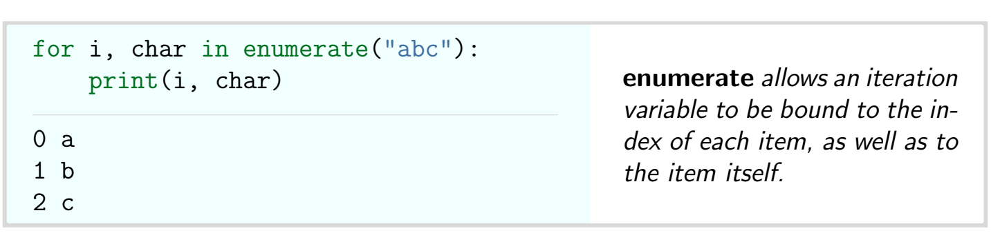 for i, char in enumerate("abc"):
    print(i, char)
0 a
1 b
2 c
enumerate allows an iteration
variable to be bound to the in-
dex of each item, as well as to
the item itself.